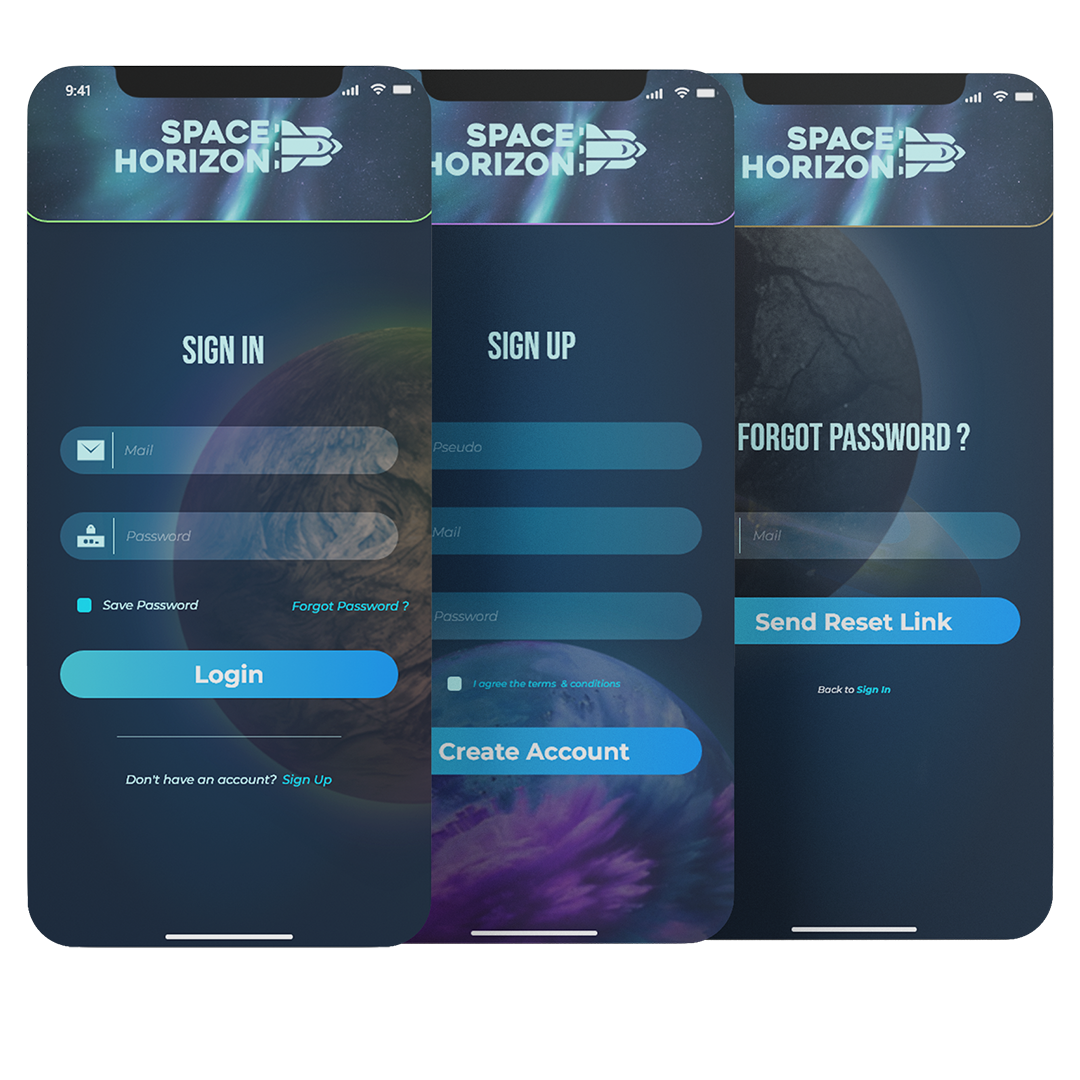 9:41
SPACE
HORIZON
SIGN IN
Mail
Password
Save Password
Forgot Password ?
Login
Don't have an account? Sign Up
SPACE
HORIZON
SIGN UP
Pseudo
Mail
Password
I agree the terms & conditions
Create Account
SPACE
HORIZON
FORGOT PASSWORD ?
Mail
Send Reset Link
Back to Sign In